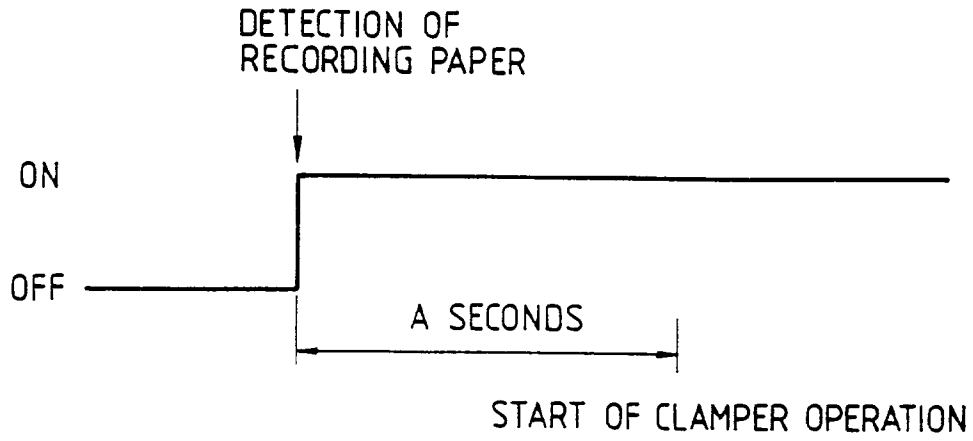 DETECTION OF
RECORDING PAPER
ON
OFF
A SECONDS
START OF CLAMPER OPERATION